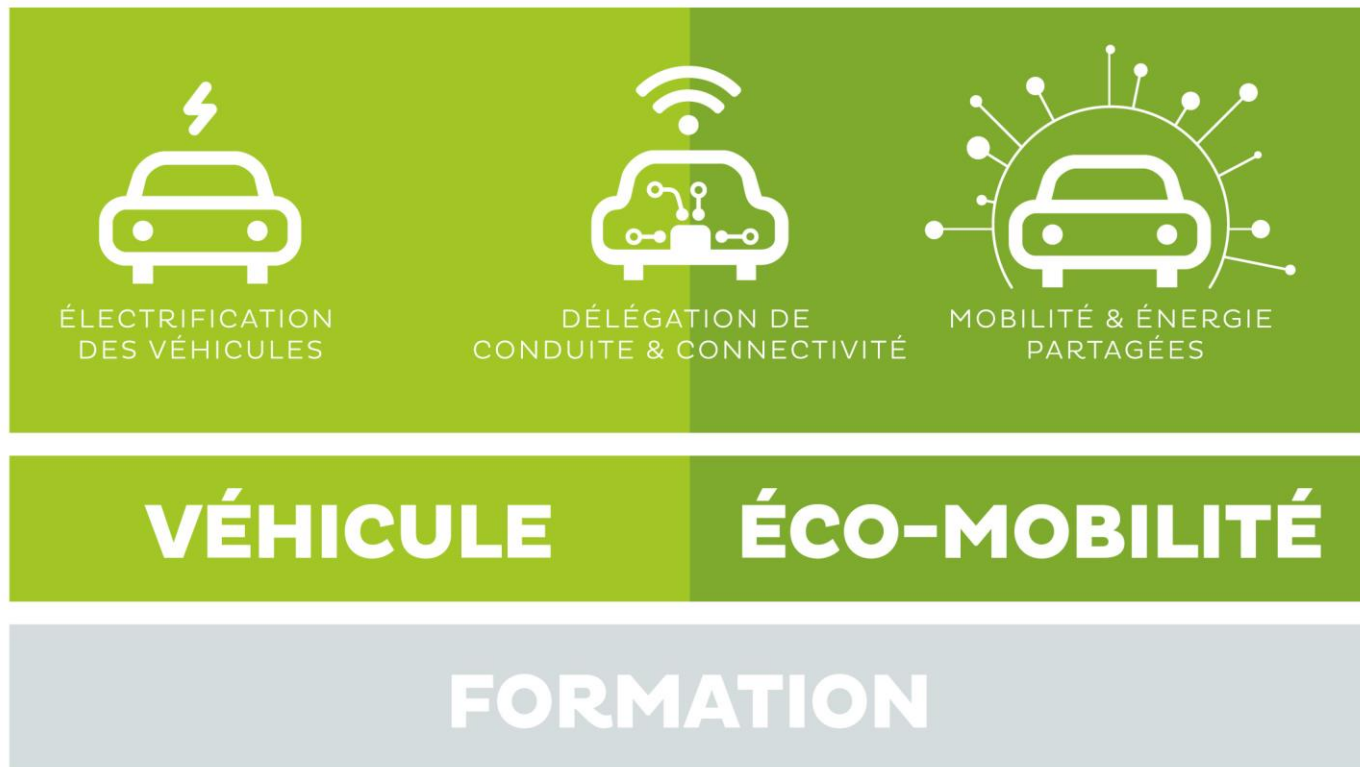 ÉLECTRIFICATION
DES VÉHICULES
DÉLÉGATION DE
CONDUITE & CONNECTIVITÉ
MOBILITÉ & ÉNERGIE
PARTAGÉES
VÉHICULE
ÉCO-MOBILITÉ
FORMATION